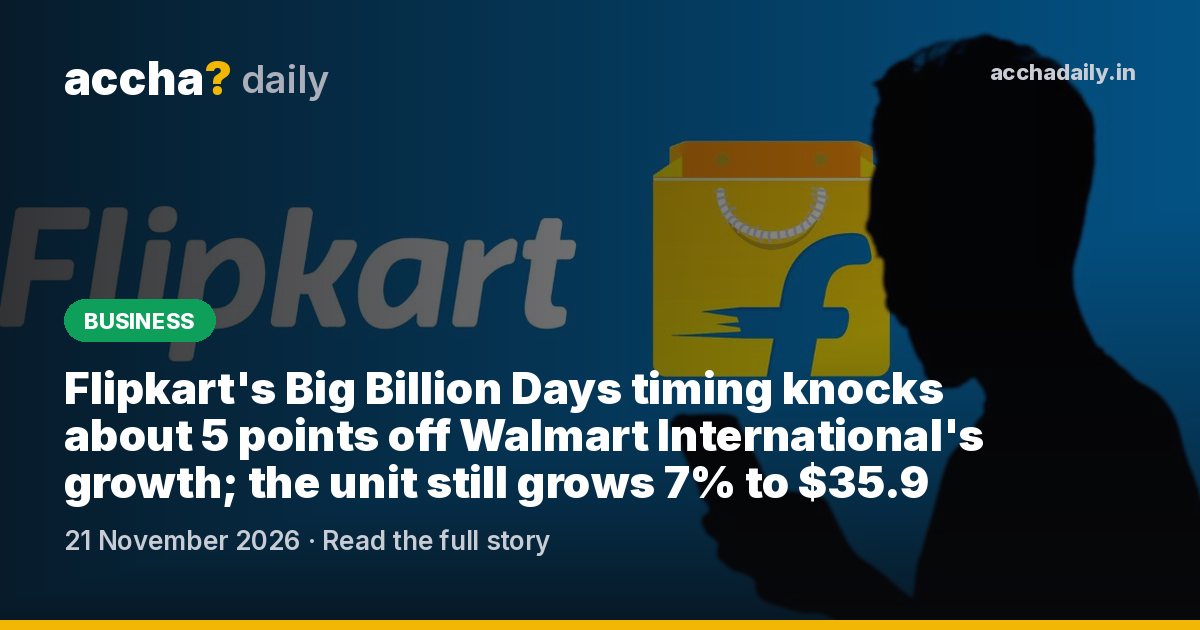 accha? daily
acchadaily.in
Flipkart
f
BUSINESS
Flipkart's Big Billion Days timing knocks
about 5 points off Walmart International's
growth; the unit still grows 7% to $35.9
21 November 2026 · Read the full story